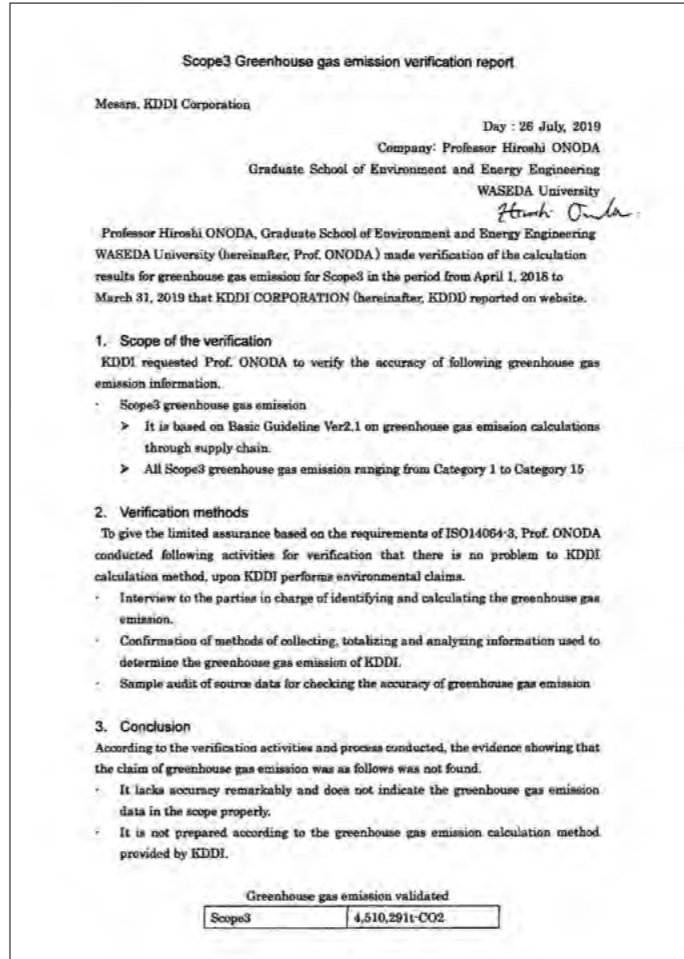 Scope3 Greenhouse gas emission verification report
Messrs. KDDI Corporation
Day : 26 July, 2019
Company: Professor Hiroshi ONODA
Graduate School of Environment and Energy Engineering
WASEDA University
Hiroshi Onoda
Professor Hiroshi ONODA, Graduate School of Environment and Energy Engineering
WASEDA University (hereinafter, Prof. ONODA) made verification of the calculation
results for greenhouse gas emission for Scope3 in the period from April 1, 2018 to
March 31, 2019 that KDDI CORPORATION (hereinafter, KDDI) reported on website.
1. Scope of the verification
KDDI requested Prof. ONODA to verify the accuracy of following greenhouse gas
emission information.
· Scope3 greenhouse gas emission
➢ It is based on Basic Guideline Ver2.1 on greenhouse gas emission calculations
through supply chain.
➢ All Scope3 greenhouse gas emission ranging from Category 1 to Category 15
2. Verification methods
To give the limited assurance based on the requirements of ISO14064-3, Prof. ONODA
conducted following activities for verification that there is no problem to KDDI
calculation method, upon KDDI performs environmental claims.
· Interview to the parties in charge of identifying and calculating the greenhouse gas
emission.
· Confirmation of methods of collecting, totalizing and analyzing information used to
determine the greenhouse gas emission of KDDI.
· Sample audit of source data for checking the accuracy of greenhouse gas emission
3. Conclusion
According to the verification activities and process conducted, the evidence showing that
the claim of greenhouse gas emission was as follows was not found.
· It lacks accuracy remarkably and does not indicate the greenhouse gas emission
data in the scope properly.
· It is not prepared according to the greenhouse gas emission calculation method
provided by KDDI.
Greenhouse gas emission validated
Scope3 4,510,291t-CO2